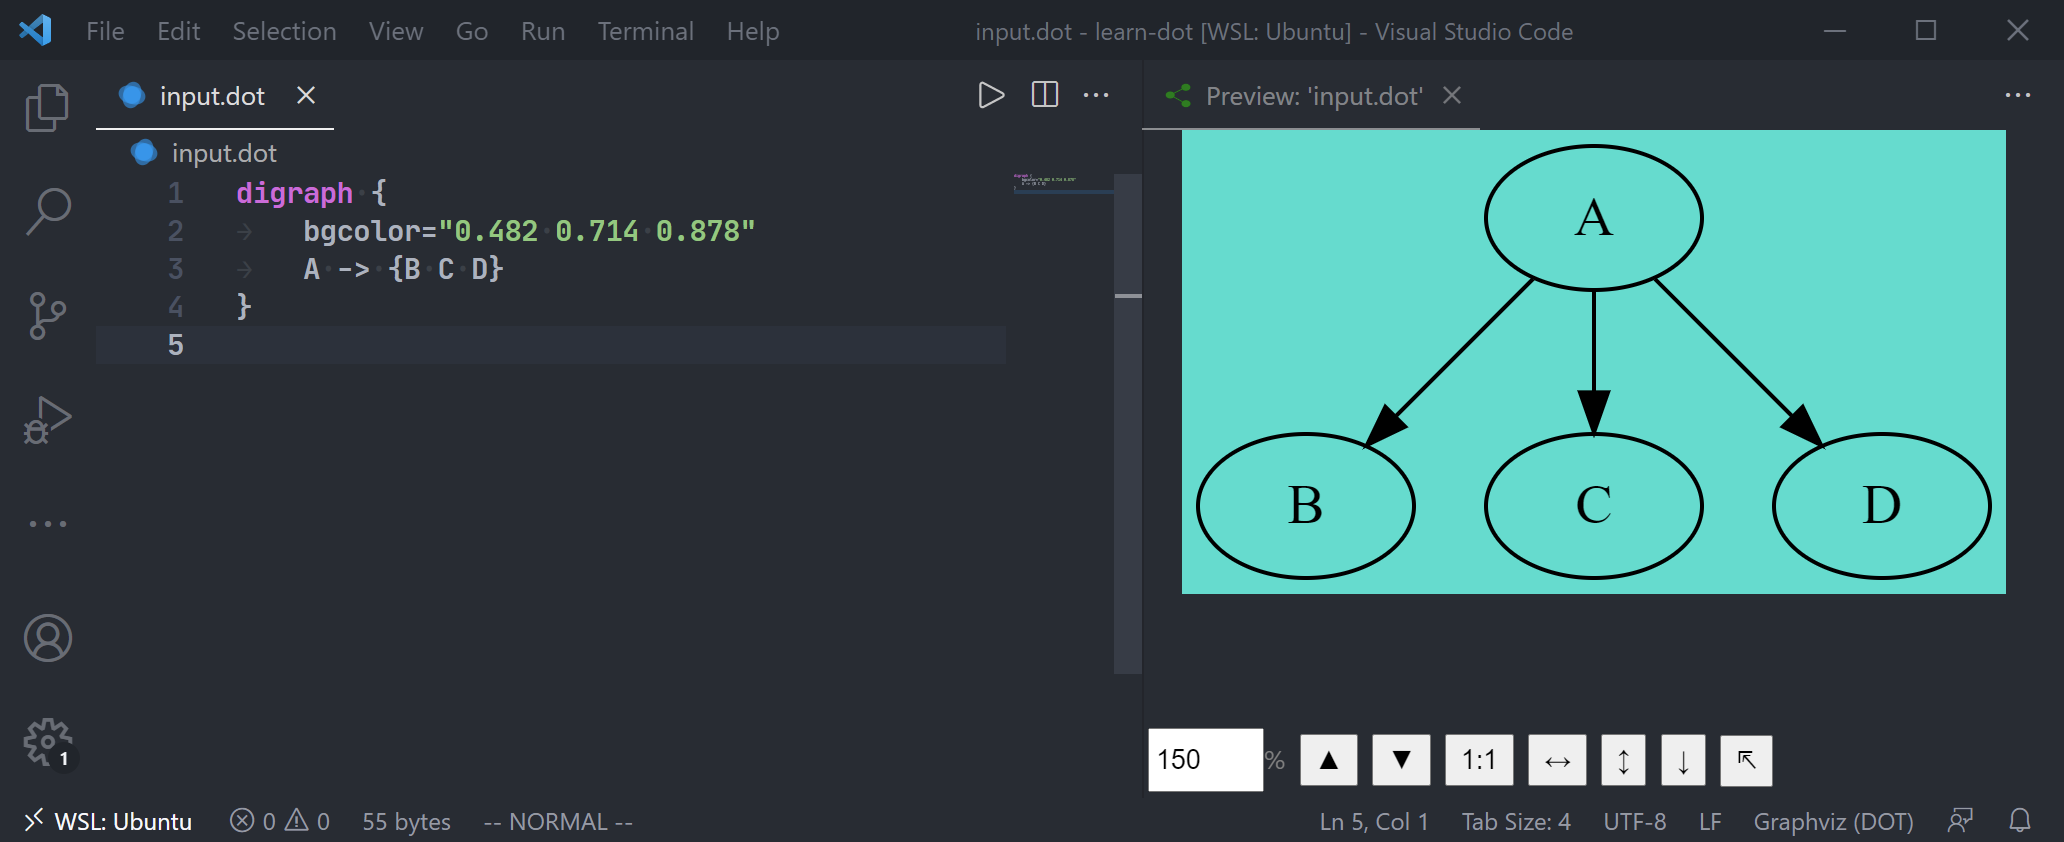 File Edit Selection View Go Run Terminal Help input.dot - learn-dot [WSL: Ubuntu] - Visual Studio Code
input.dot
input.dot
1 digraph {
2 bgcolor="0.482 0.714 0.878"
3 A -> {B C D}
4 }
5
Preview: 'input.dot'
A
B C D
150 % ▲ ▼ 1:1 ↔ ↕ ↓ ↖
1
WSL: Ubuntu 0 0 55 bytes -- NORMAL -- Ln 5, Col 1 Tab Size: 4 UTF-8 LF Graphviz (DOT)